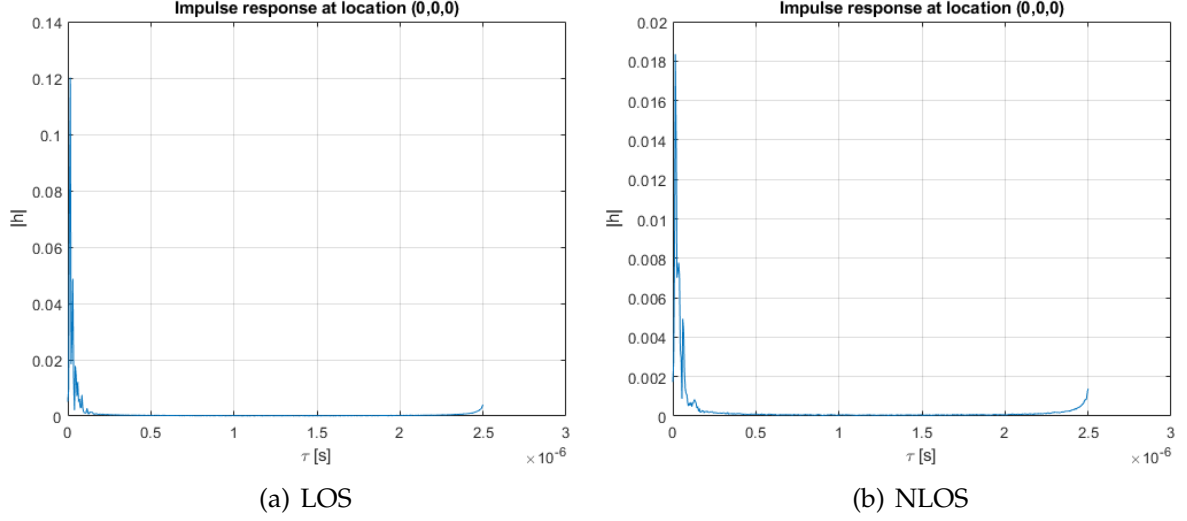 Impulse response at location (0,0,0)
0.14
0.12
0.1
0.08
0.06
0.04
0.02
0
|h|
0 0.5 1 1.5 2 2.5 3
τ [s]
×10⁻⁶
(a) LOS
Impulse response at location (0,0,0)
0.02
0.018
0.016
0.014
0.012
0.01
0.008
0.006
0.004
0.002
0
|h|
0 0.5 1 1.5 2 2.5 3
τ [s]
×10⁻⁶
(b) NLOS